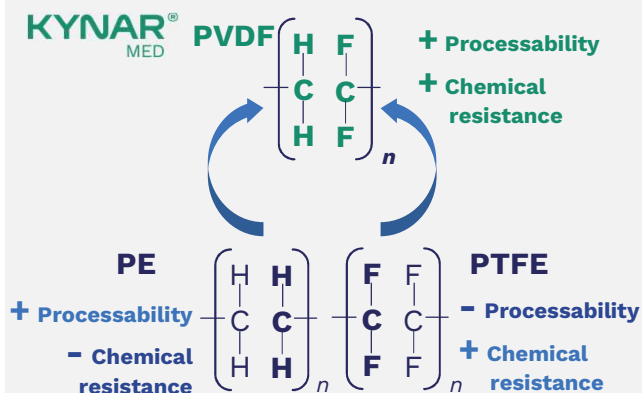 KYNAR®
MED
PVDF
H F
C C
H F
n
+ Processability
+ Chemical
resistance
PE
+ Processability
- Chemical
resistance
H H
C C
H H
n
F F
C C
F F
n
PTFE
- Processability
+ Chemical
resistance